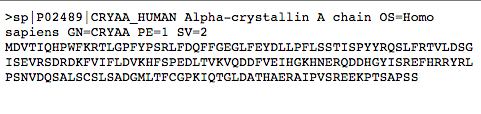 >sp|P02489|CRYAA_HUMAN Alpha-crystallin A chain OS=Homo
sapiens GN=CRYAA PE=1 SV=2
MDVTIQHPWFKRTLGPFYPSRLFDQFFGEGLFEYDLLPFLSSTISPYYRQSLFRTVLDSG
ISEVRSDRDKFVIFLDVKHFSPEDLTVKVQDDFVEIHGKHNERQDDHGYISREFHRRYRL
PSNVDQSALSCSLSADGMLTFCGPKIQTGLDATHAERAIPVSREEKPTSAPSS